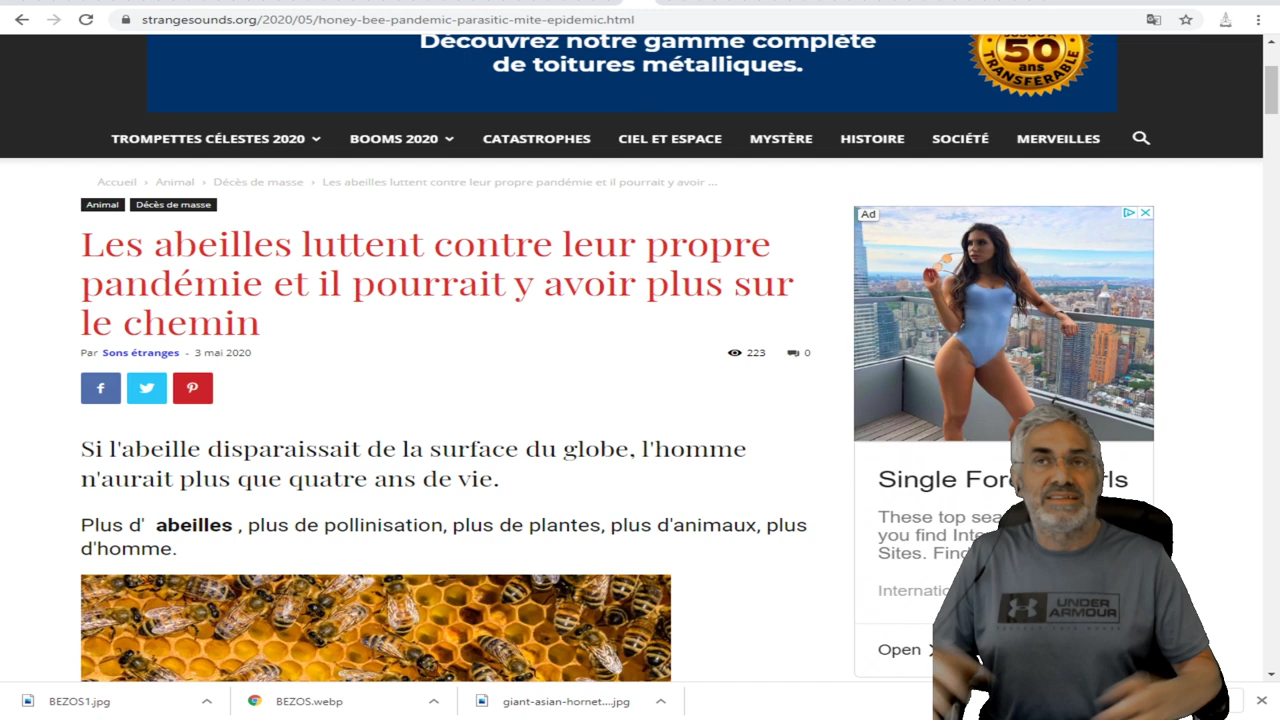 strangesounds.org/2020/05/honey-bee-pandemic-parasitic-mite-epidemic.html
Découvrez notre gamme complète
de toitures métalliques.
50
ans
TRANSFÉRABLE
TROMPETTES CÉLESTES 2020
BOOMS 2020
CATASTROPHES
CIEL ET ESPACE
MYSTÈRE
HISTOIRE
SOCIÉTÉ
MERVEILLES
Accueil › Animal › Décès de masse › Les abeilles luttent contre leur propre pandémie et il pourrait y avoir ...
Animal
Décès de masse
Les abeilles luttent contre leur propre
pandémie et il pourrait y avoir plus sur
le chemin
Par Sons étranges - 3 mai 2020
223
0
Si l'abeille disparaissait de la surface du globe, l'homme
n'aurait plus que quatre ans de vie.
Plus d' abeilles , plus de pollinisation, plus de plantes, plus d'animaux, plus
d'homme.
Ad
Single
These top
you find
Sites. Find
Open
UNDER
ARMOUR
BEZOS1.jpg
BEZOS.webp
giant-asian-hornet....jpg